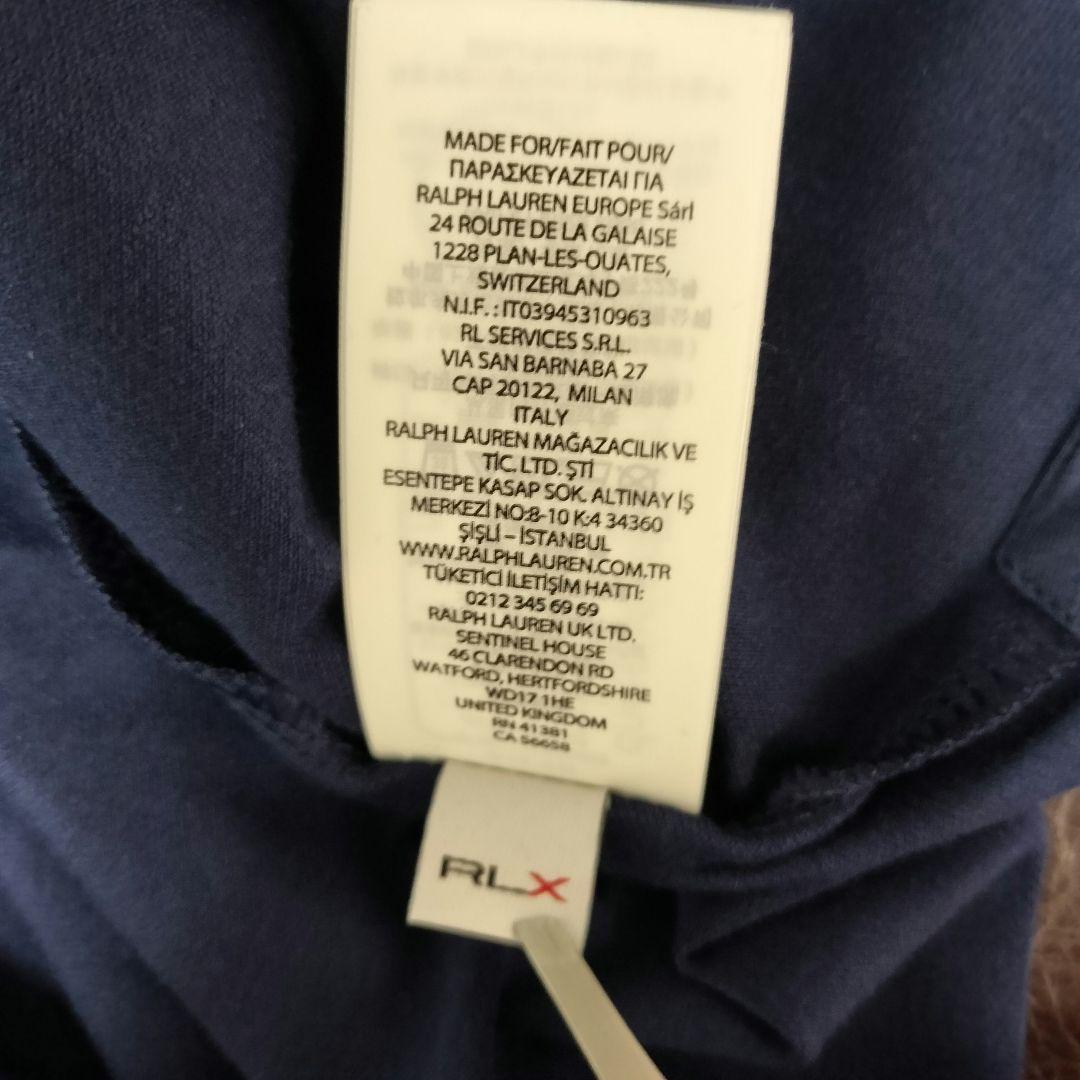 MADE FOR/FAIT POUR/
ΠΑΡΑΣΚΕΥΑΖΕΤΑΙ ΓΙΑ
RALPH LAUREN EUROPE Sárl
24 ROUTE DE LA GALAISE
1228 PLAN-LES-OUATES,
SWITZERLAND
N.I.F. : IT03945310963
RL SERVICES S.R.L.
VIA SAN BARNABA 27
CAP 20122, MILAN
ITALY
RALPH LAUREN MAĞAZACILIK VE
TİC. LTD. ŞTİ
ESENTEPE KASAP SOK. ALTINAY İŞ
MERKEZİ NO:8-10 K:4 34360
ŞİŞLİ – İSTANBUL
WWW.RALPHLAUREN.COM.TR
TÜKETİCİ İLETİŞİM HATTI:
0212 345 69 69
RALPH LAUREN UK LTD.
SENTINEL HOUSE
46 CLARENDON RD
WATFORD, HERTFORDSHIRE
WD17 1HE
UNITED KINGDOM
RN 41381
CA 56658
RLX